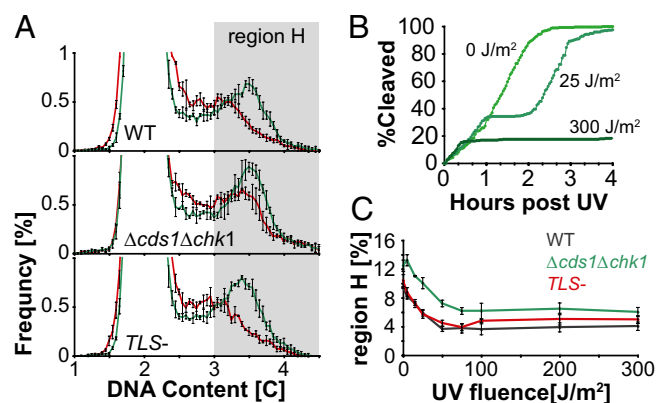 A
region H
1
0.5
0
WT
1
0.5
Δcds1Δchk1
1
0.5
0
TLS-
1 2 3 4
DNA Content [C]
Frequncy [%]
B
100
80
60
40
20
0
%Cleaved
0 J/m²
25 J/m²
300 J/m²
0 1 2 3 4
Hours post UV
C
16
12
8
4
0
region H [%]
WT
Δcds1Δchk1
TLS-
0 100 200 300
UV fluence[J/m²]